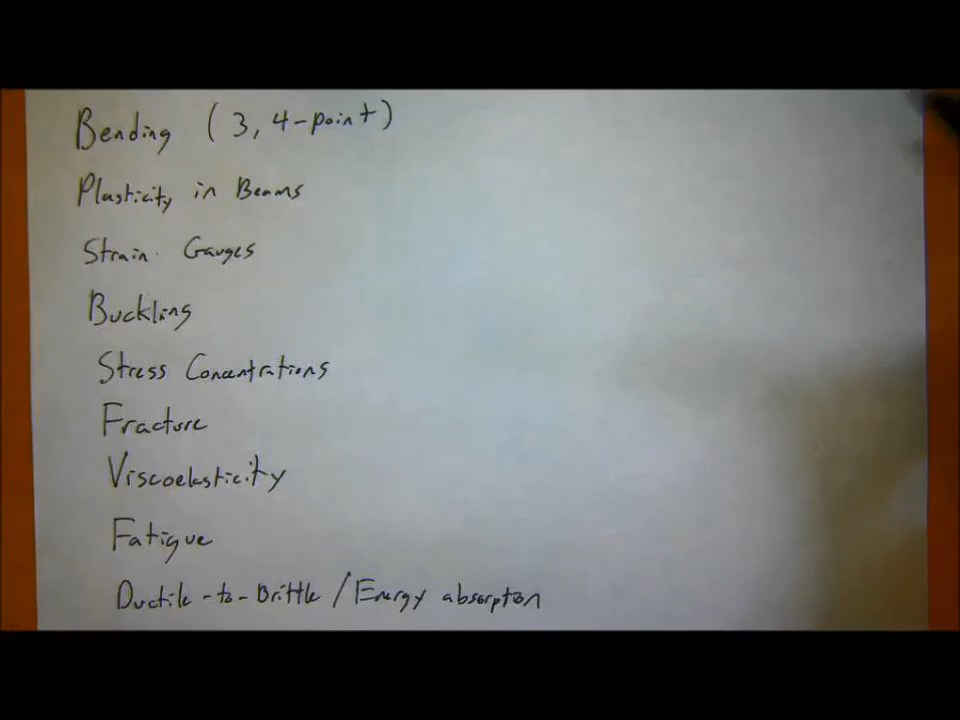 Bending (3, 4-point)
Plasticity in Beams
Strain Gauges
Buckling
Stress Concentrations
Fracture
Viscoelasticity
Fatigue
Ductile-to-Brittle / Energy absorption